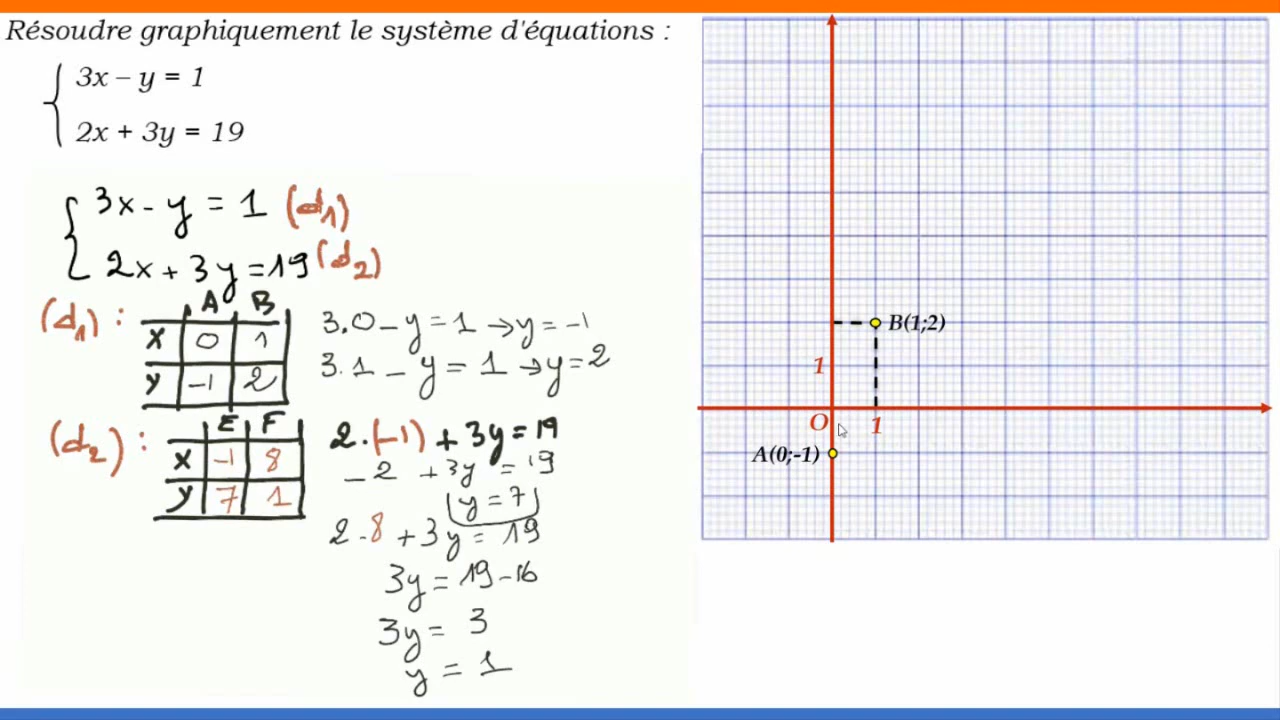 Résoudre graphiquement le système d'équations :
3x – y = 1
2x + 3y = 19
3x - y = 1 (d1)
2x + 3y = 19 (d2)
(d1) : A B
x 0 1
y -1 2
3.0 - y = 1 → y = -1
3.1 - y = 1 → y = 2
(d2) : E F
x -1 8
y 7 1
2.(-1) + 3y = 19
-2 + 3y = 19
y = 7
2.8 + 3y = 19
3y = 19 - 16
3y = 3
y = 1
B(1;2)
1
O 1
A(0;-1)